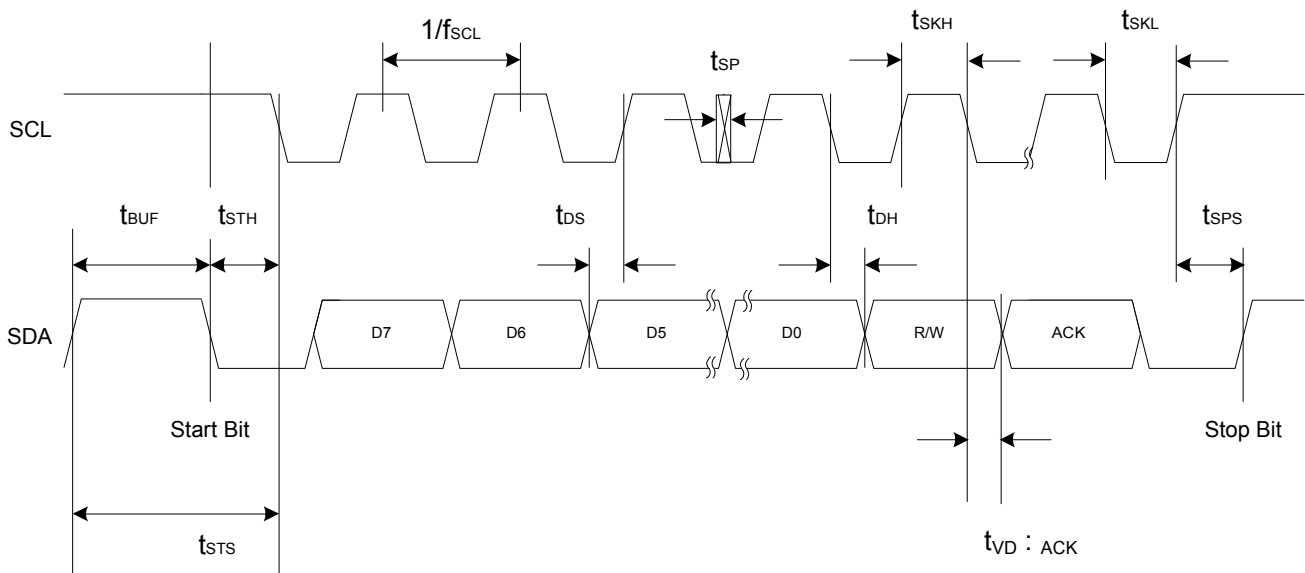 1/fSCL
tSKH
tSKL
tSP
SCL
tBUF
tSTH
tDS
tDH
tSPS
SDA
D7
D6
D5
D0
R/W
ACK
Start Bit
Stop Bit
tSTS
tVD : ACK